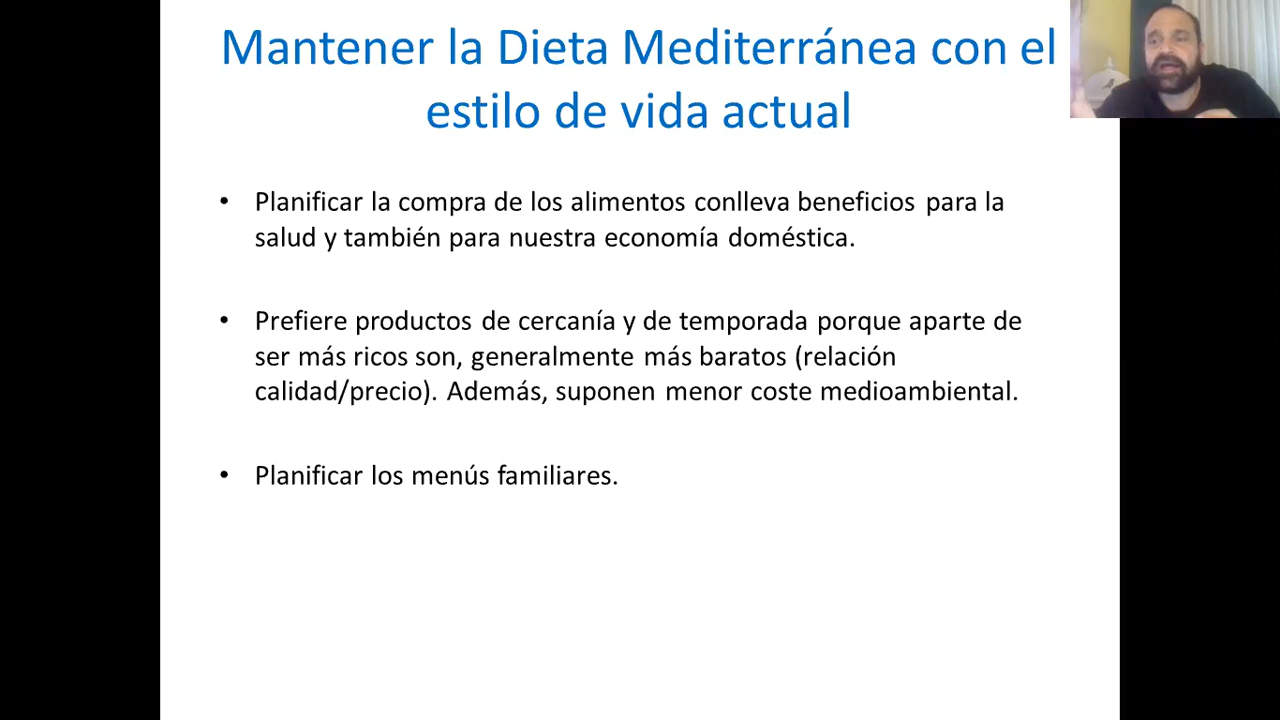 Mantener la Dieta Mediterránea con el
estilo de vida actual
• Planificar la compra de los alimentos conlleva beneficios para la
salud y también para nuestra economía doméstica.
• Prefiere productos de cercanía y de temporada porque aparte de
ser más ricos son, generalmente más baratos (relación
calidad/precio). Además, suponen menor coste medioambiental.
• Planificar los menús familiares.